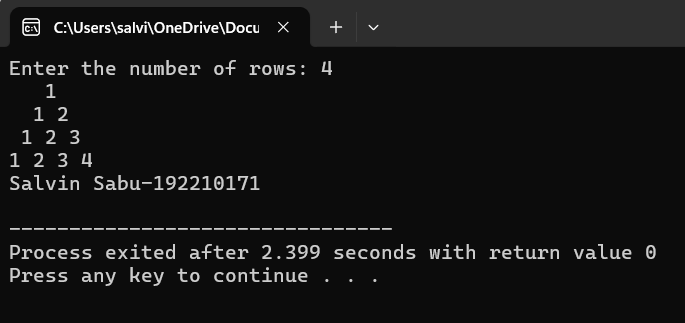 C:\Users\salvi\OneDrive\Docu
Enter the number of rows: 4
   1
  1 2
 1 2 3
1 2 3 4
Salvin Sabu-192210171
--------------------------------
Process exited after 2.399 seconds with return value 0
Press any key to continue . . .